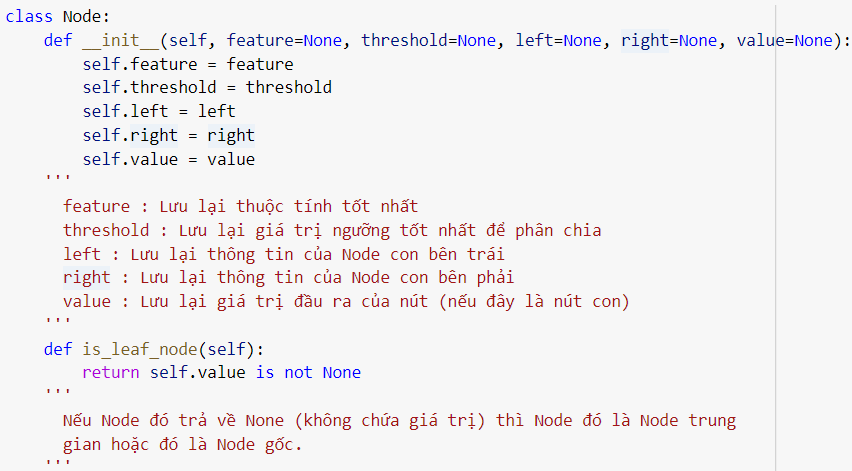 class Node:
    def __init__(self, feature=None, threshold=None, left=None, right=None, value=None):
        self.feature = feature
        self.threshold = threshold
        self.left = left
        self.right = right
        self.value = value
    '''
      feature : Lưu lại thuộc tính tốt nhất
      threshold : Lưu lại giá trị ngưỡng tốt nhất để phân chia
      left : Lưu lại thông tin của Node con bên trái
      right : Lưu lại thông tin của Node con bên phải
      value : Lưu lại giá trị đầu ra của nút (nếu đây là nút con)
    '''
    def is_leaf_node(self):
        return self.value is not None
    '''
      Nếu Node đó trả về None (không chứa giá trị) thì Node đó là Node trung
      gian hoặc đó là Node gốc.
    '''